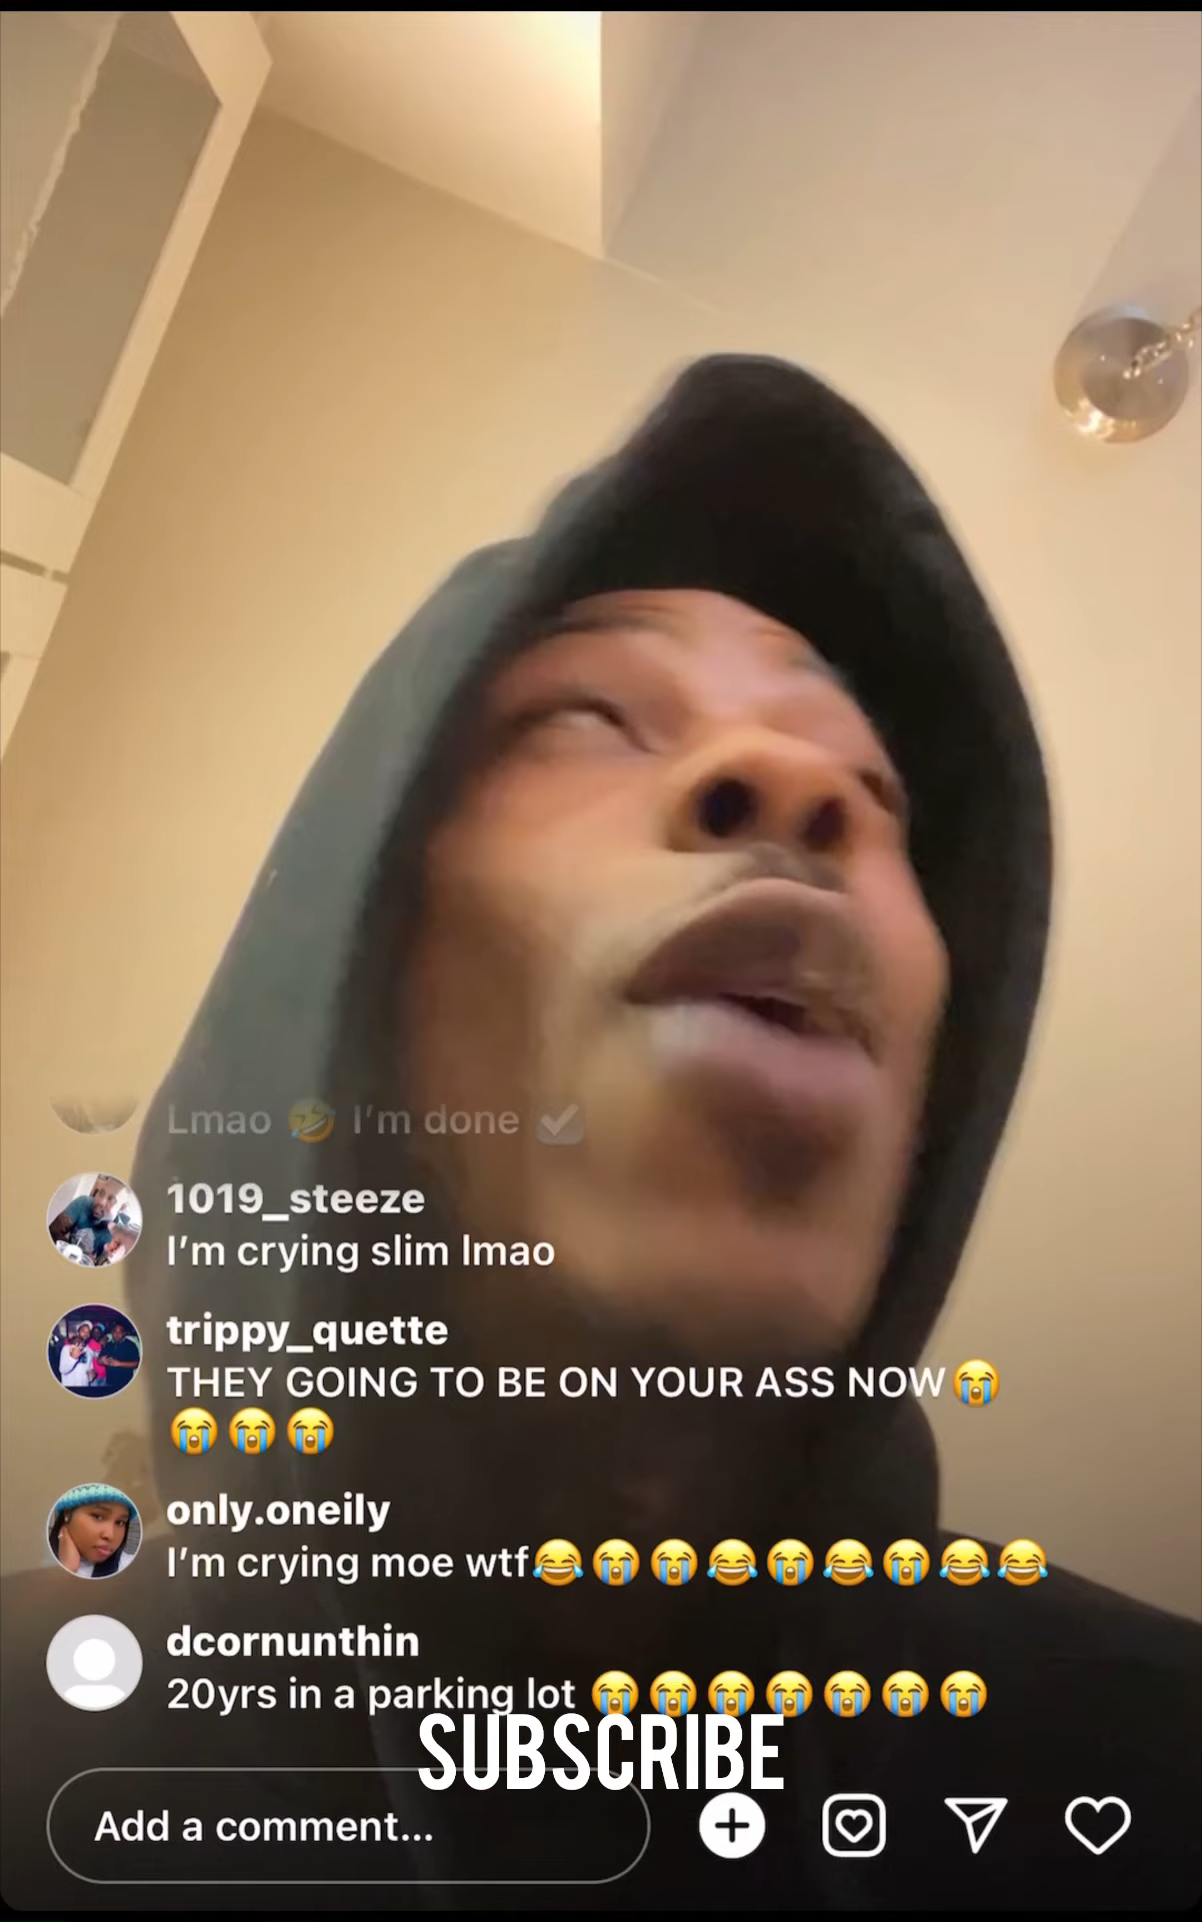 Lmao 🤣 I’m done ✅
1019_steeze
I’m crying slim lmao
trippy_quette
THEY GOING TO BE ON YOUR ASS NOW😭
😭😭😭
only.oneily
I’m crying moe wtf😂😭😭😂😭😂😭😂😂
dcornunthin
20yrs in a parking lot 😭😭😭😭😭😭😭
SUBSCRIBE
Add a comment...